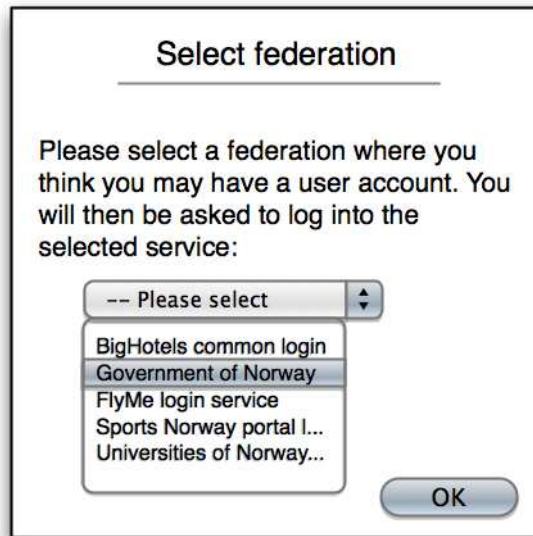 Select federation
Please select a federation where you
think you may have a user account. You
will then be asked to log into the
selected service:
-- Please select
BigHotels common login
Government of Norway
FlyMe login service
Sports Norway portal l...
Universities of Norway...
OK